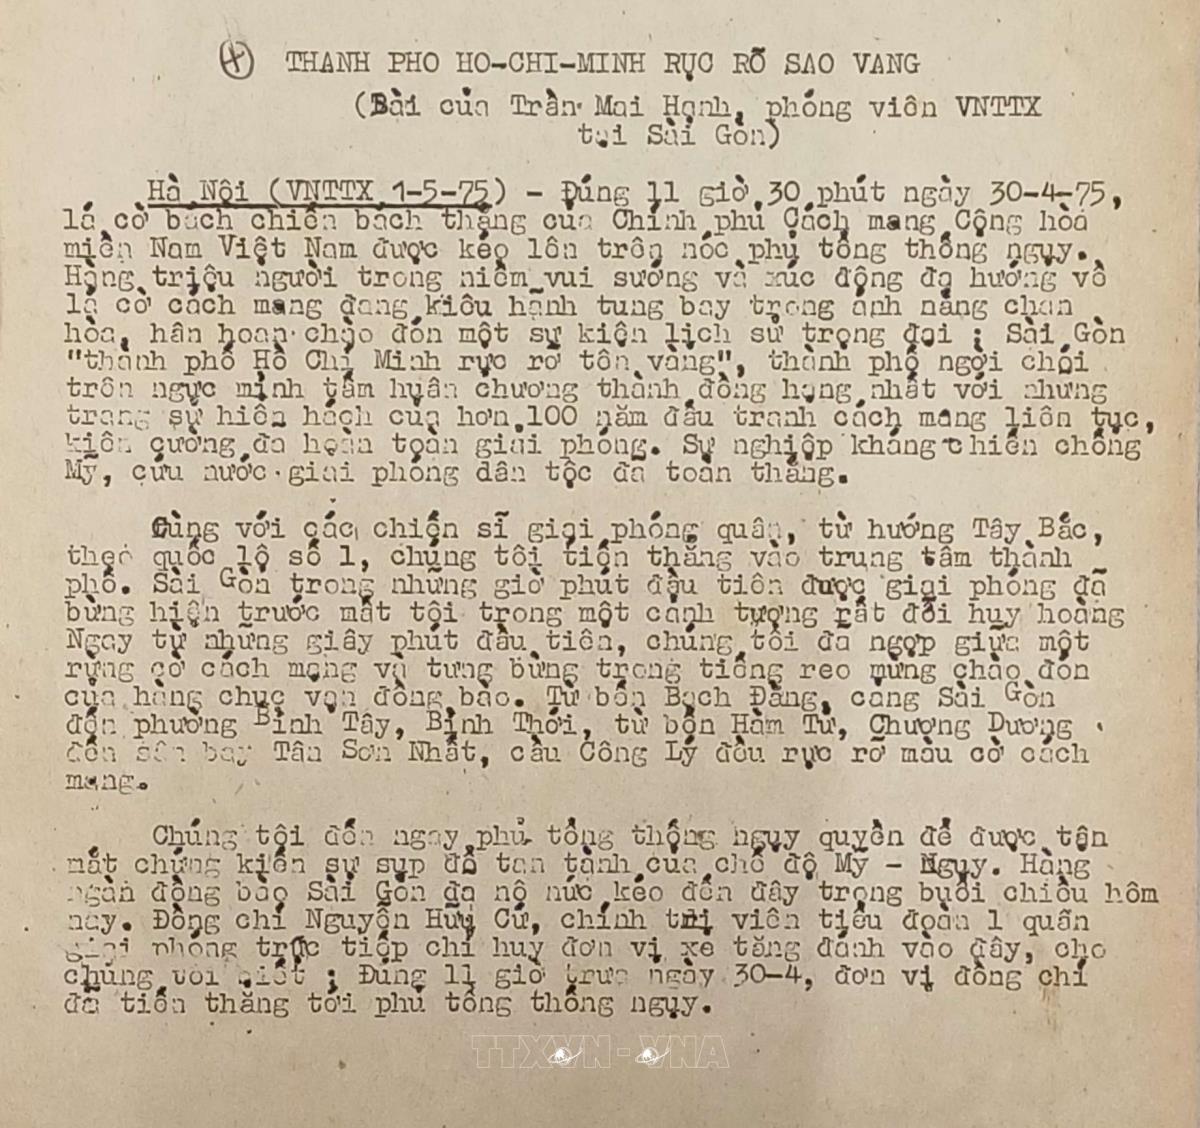 THANH PHO HO-CHI-MINH RỰC RỠ SAO VANG
(Bài của Trần Mai Hạnh, phóng viên VNTTX
tại Sài Gòn)
Hà Nội (VNTTX 1-5-75) - Đúng 11 giờ 30 phút ngày 30-4-75,
lá cờ bách chiến bách thắng của Chính phủ Cách mạng Cộng hòa
miền Nam Việt Nam được kéo lên trên nóc phủ tổng thống ngụy.
Hàng triệu người trong niềm vui sướng và xúc động đã hướng về
lá cờ cách mạng đang kiêu hãnh tung bay trong ánh nắng chan
hòa, hân hoan chào đón một sự kiện lịch sử trọng đại ; Sài Gòn
"thành phố Hồ Chí Minh rực rỡ tên vàng", thành phố ngời chói
trên ngực mình tấm huân chương thành đồng hạng nhất với những
trang sử hiển hách của hơn 100 năm đấu tranh cách mạng liên tục,
kiên cường đã hoàn toàn giải phóng. Sự nghiệp kháng chiến chống
Mỹ, cứu nước giải phóng dân tộc đã toàn thắng.
Cùng với các chiến sĩ giải phóng quân, từ hướng Tây Bắc,
theo quốc lộ số 1, chúng tôi tiến thẳng vào trung tâm thành
phố. Sài Gòn trong những giờ phút đầu tiên được giải phóng đã
bừng hiện trước mắt tôi trong một cảnh tượng rất đỗi huy hoàng
Ngay từ những giây phút đầu tiên, chúng tôi đã ngợp giữa một
rừng cờ cách mạng và tưng bừng trong tiếng reo mừng chào đón
của hàng chục vạn đồng bào. Từ bến Bạch Đằng, cảng Sài Gòn
đến phường Bình Tây, Bình Thới, từ bến Hàm Tử, Chương Dương
đến sân bay Tân Sơn Nhất, cầu Công Lý đều rực rỡ màu cờ cách
mạng.
Chúng tôi đến ngay phủ tổng thống ngụy quyền để được tận
mắt chứng kiến sự sụp đổ tan tành của chế độ Mỹ - Ngụy. Hàng
ngàn đồng bào Sài Gòn đã nô nức kéo đến đây trong buổi chiều hôm
nay. Đồng chí Nguyễn Hữu Cứ, chính trị viên tiểu đoàn 1 quân
giải phóng trực tiếp chỉ huy đơn vị xe tăng đánh vào đây, cho
chúng tôi biết ; Đúng 11 giờ trưa ngày 30-4, đơn vị đồng chí
đã tiến thẳng tới phủ tổng thống ngụy.
TTXVN-VNA